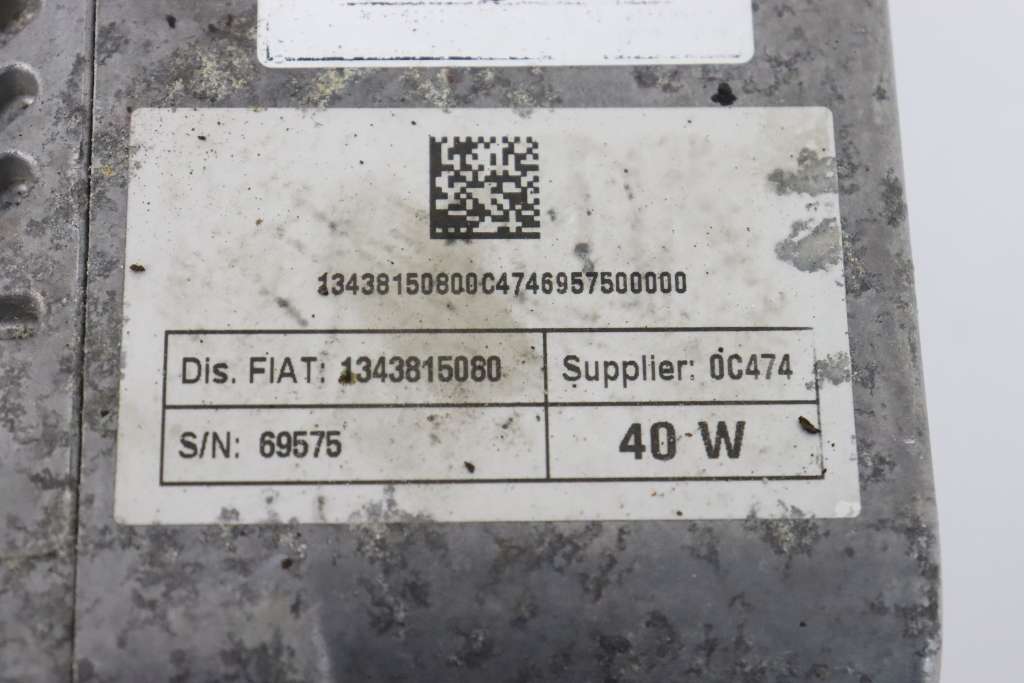 13438150800C4746957500000
Dis. FIAT: 1343815080
Supplier: 0C474
S/N: 69575
40 W